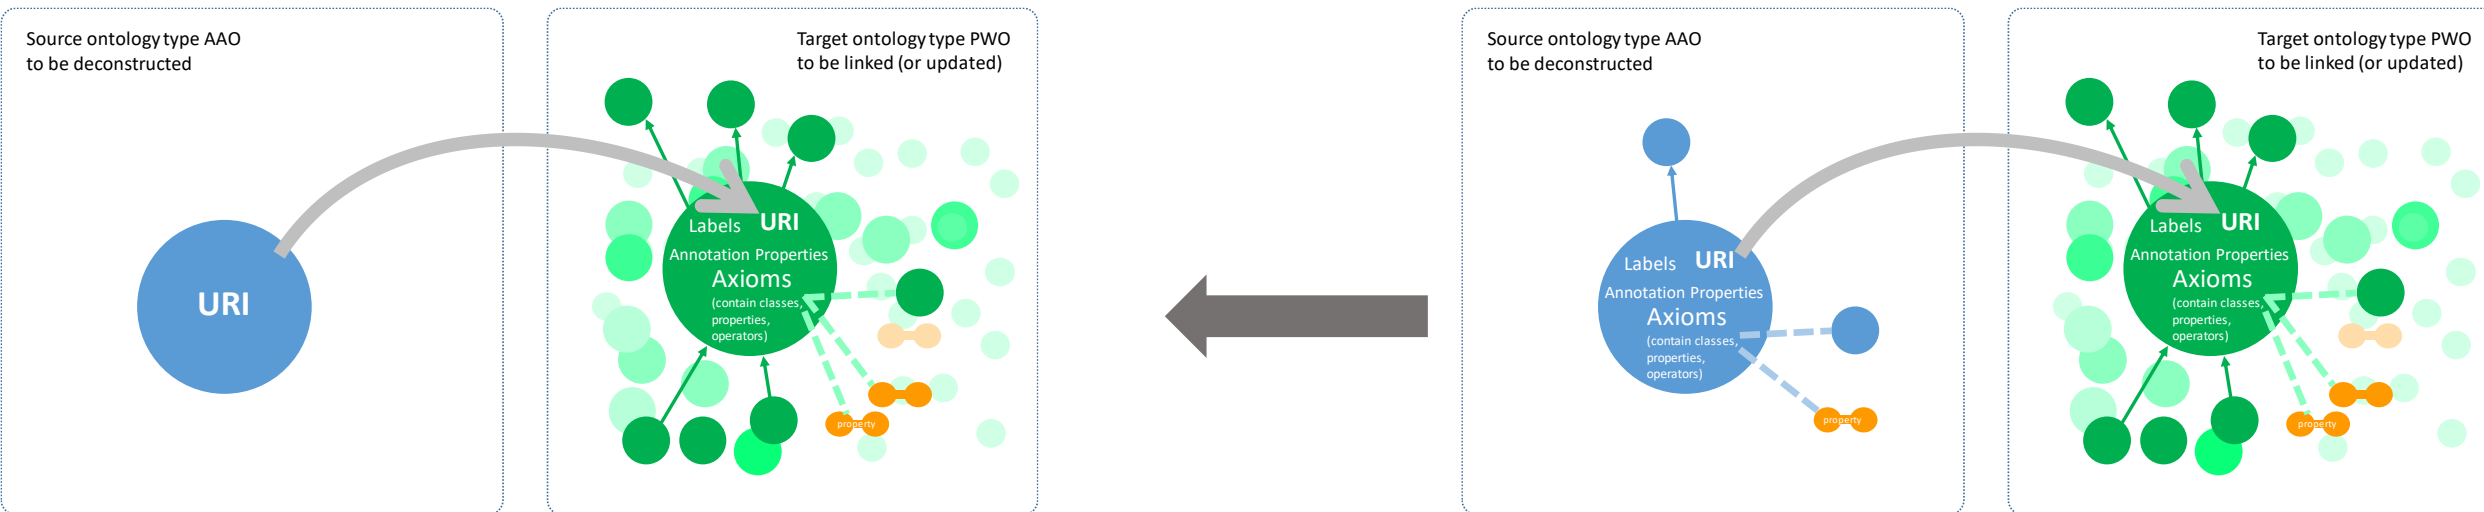 Source ontology type AAO
to be deconstructed
URI
Target ontology type PWO
to be linked (or updated)
Labels URI
Annotation Properties
Axioms
(contain classes,
properties,
operators)
property
Source ontology type AAO
to be deconstructed
Labels URI
Annotation Properties
Axioms
(contain classes,
properties,
operators)
property
Target ontology type PWO
to be linked (or updated)
Labels URI
Annotation Properties
Axioms
(contain classes,
properties,
operators)
property